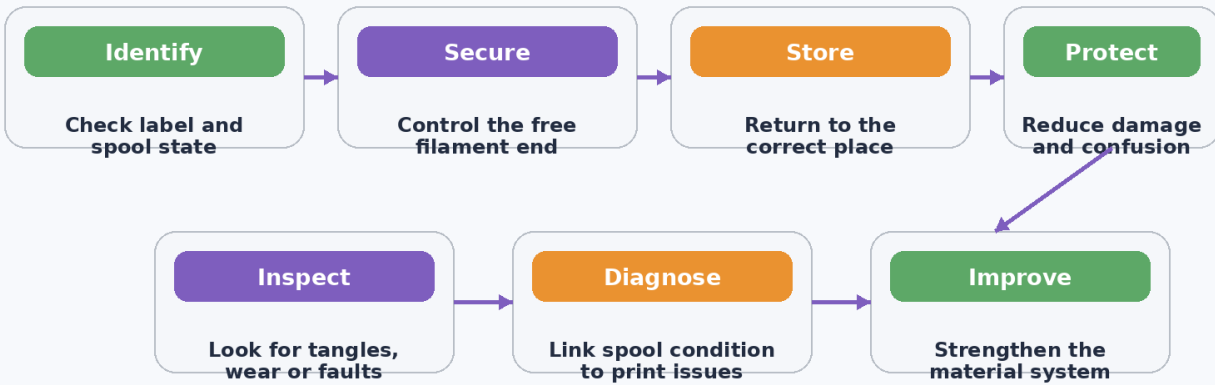 Identify
Check label and
spool state
Secure
Control the free
filament end
Store
Return to the
correct place
Protect
Reduce damage
and confusion
Inspect
Look for tangles,
wear or faults
Diagnose
Link spool condition
to print issues
Improve
Strengthen the
material system